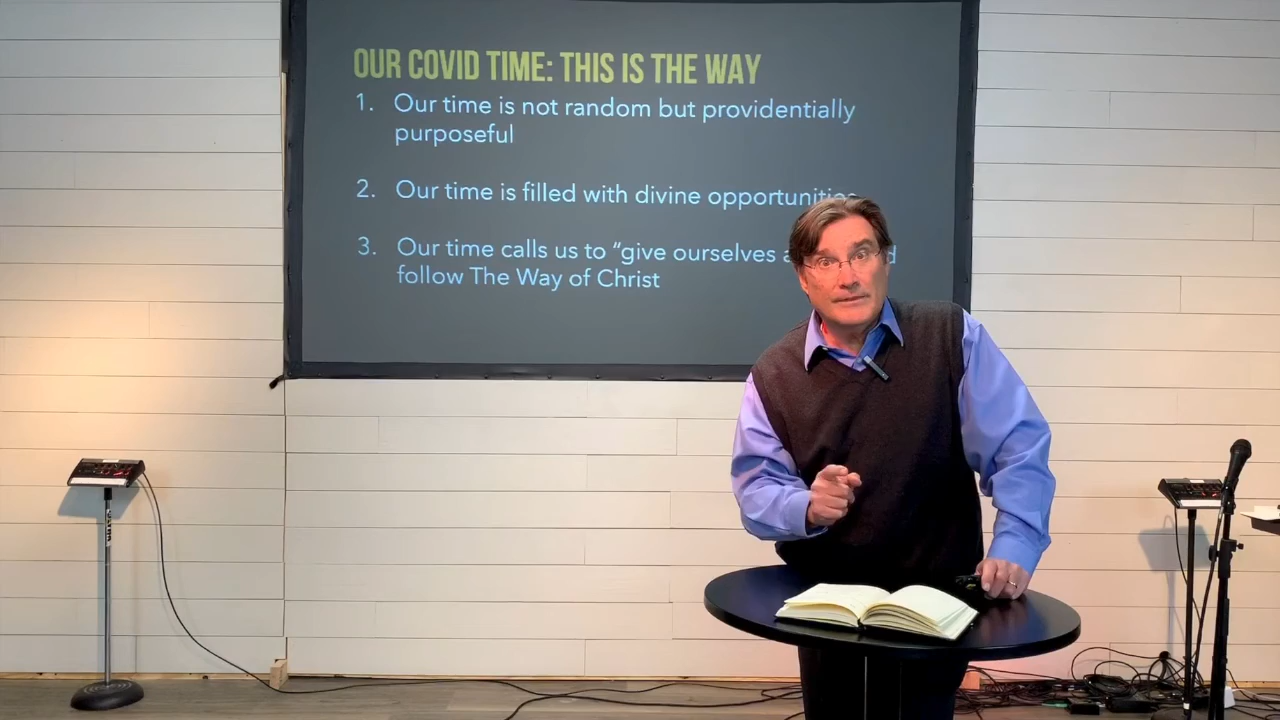 OUR COVID TIME: THIS IS THE WAY
1. Our time is not random but providentially
purposeful
2. Our time is filled with divine opportunities
3. Our time calls us to "give ourselves
follow The Way of Christ